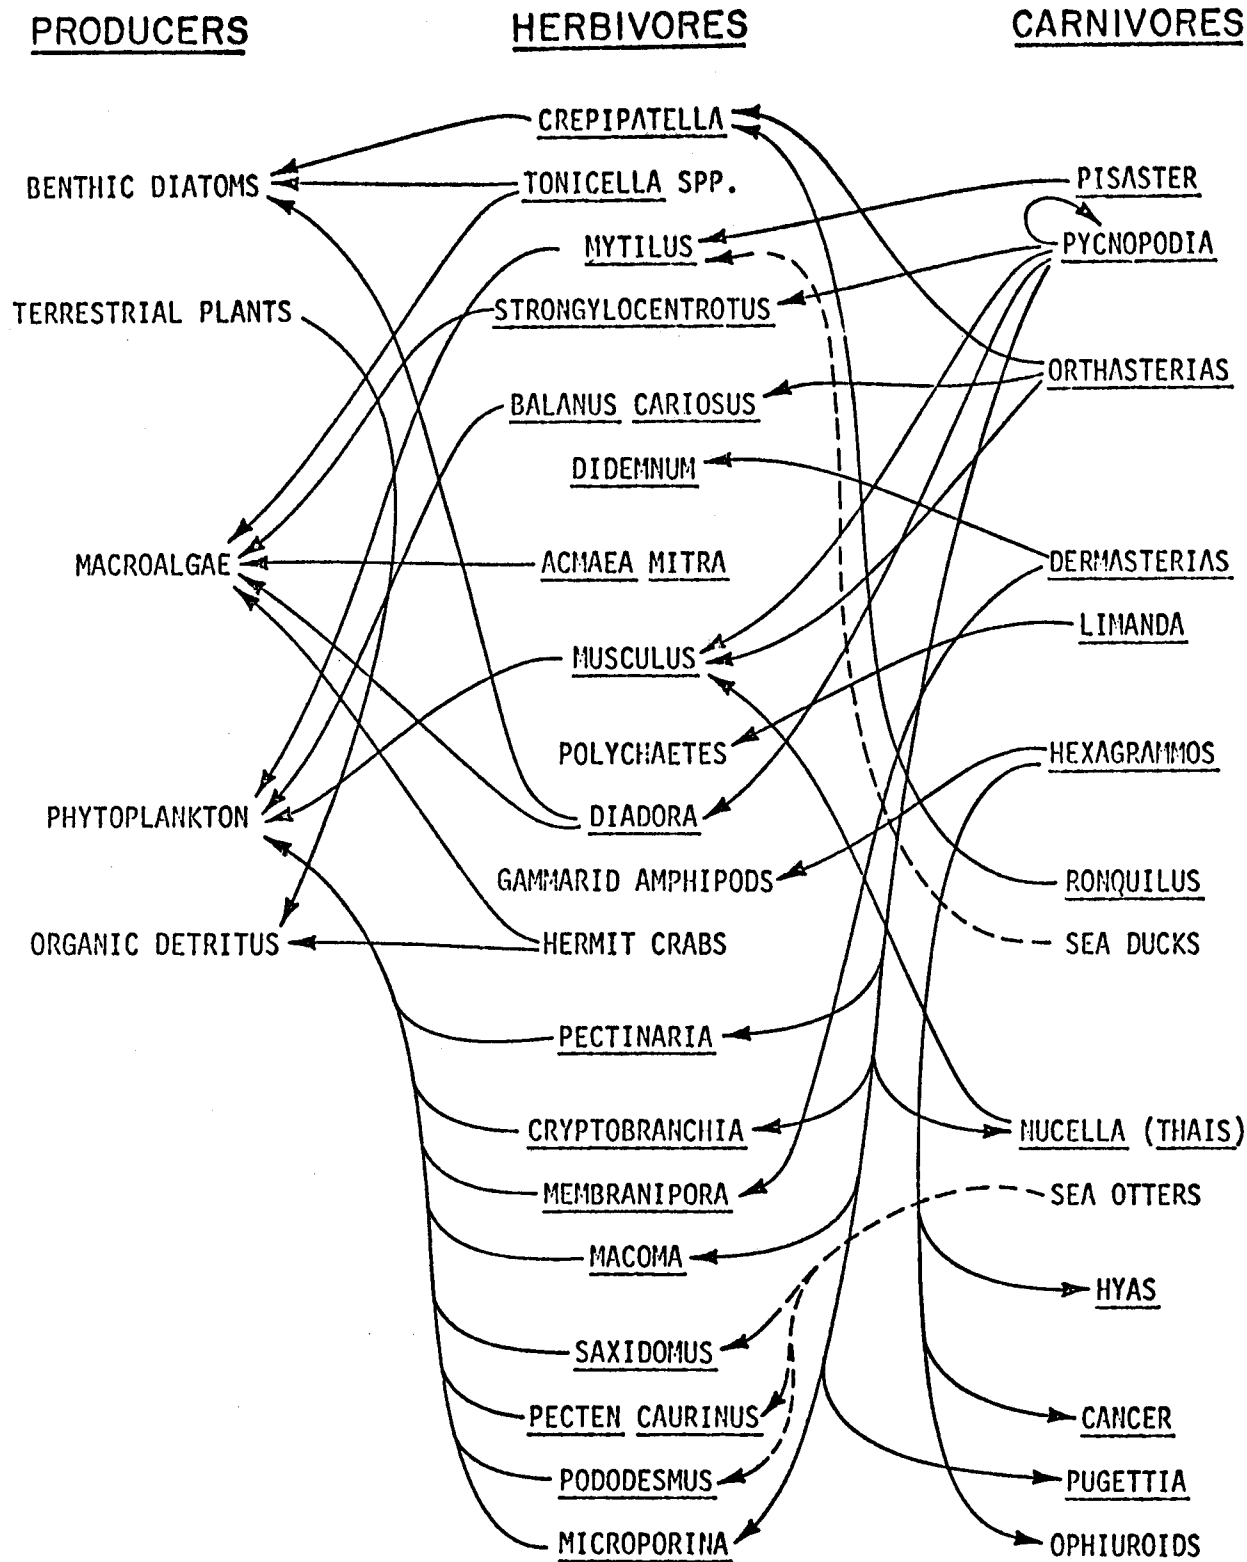 PRODUCERS
HERBIVORES
CARNIVORES
CREPIPATELLA
BENTHIC DIATOMS
TONICELLA SPP.
PISASTER
MYTILUS
PYCNOPODIA
TERRESTRIAL PLANTS
STRONGYLOCENTROTUS
ORTHASTERIAS
BALANUS CARIOSUS
DIDEMNUM
MACROALGAE
ACMAEA MITRA
DERMASTERIAS
LIMANDA
MUSCULUS
POLYCHAETES
HEXAGRAMMOS
PHYTOPLANKTON
DIADORA
GAMMARID AMPHIPODS
RONQUILUS
ORGANIC DETRITUS
HERMIT CRABS
SEA DUCKS
PECTINARIA
CRYPTOBRANCHIA
NUCELLA (THAIS)
MEMBRANIPORA
SEA OTTERS
MACOMA
HYAS
SAXIDOMUS
PECTEN CAURINUS
CANCER
PODODESMUS
PUGETTIA
MICROPORINA
OPHIUROIDS